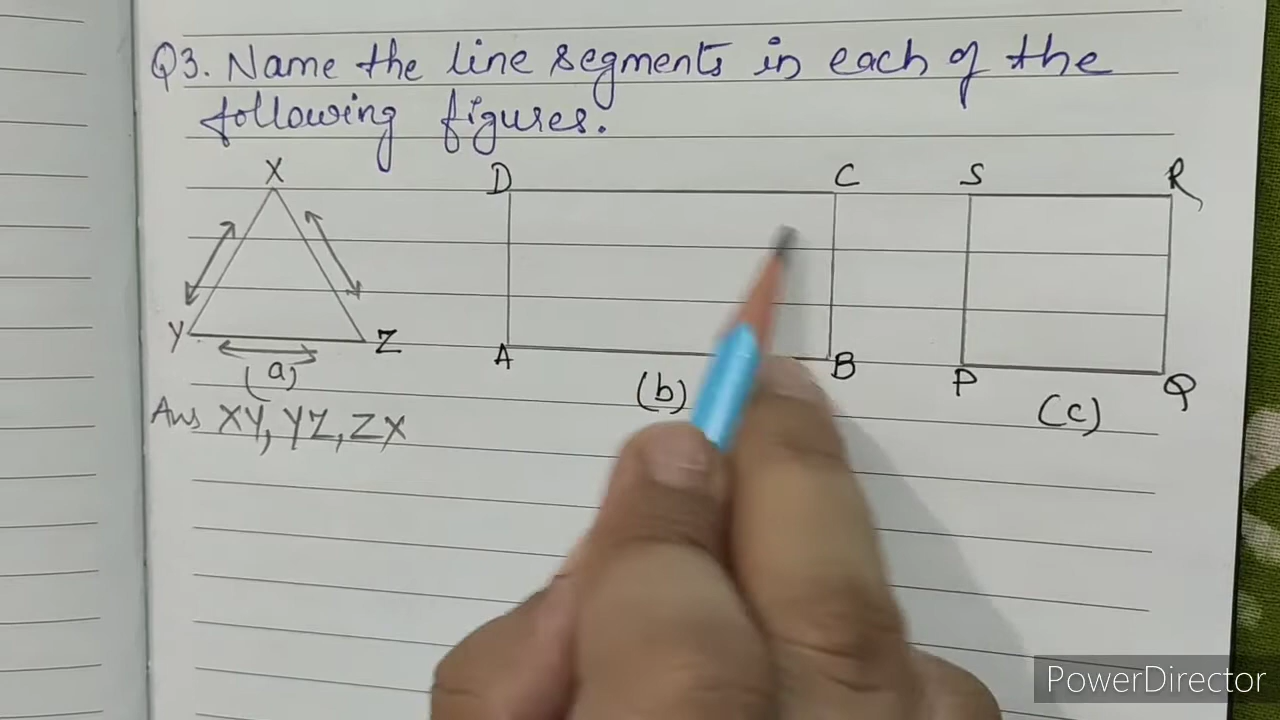 Q3. Name the line segments in each of the
following figures.
X
D
C
S
R
Y
Z
A
B
P
Q
(a)
(b)
(c)
Ans XY, YZ, ZX
PowerDirector